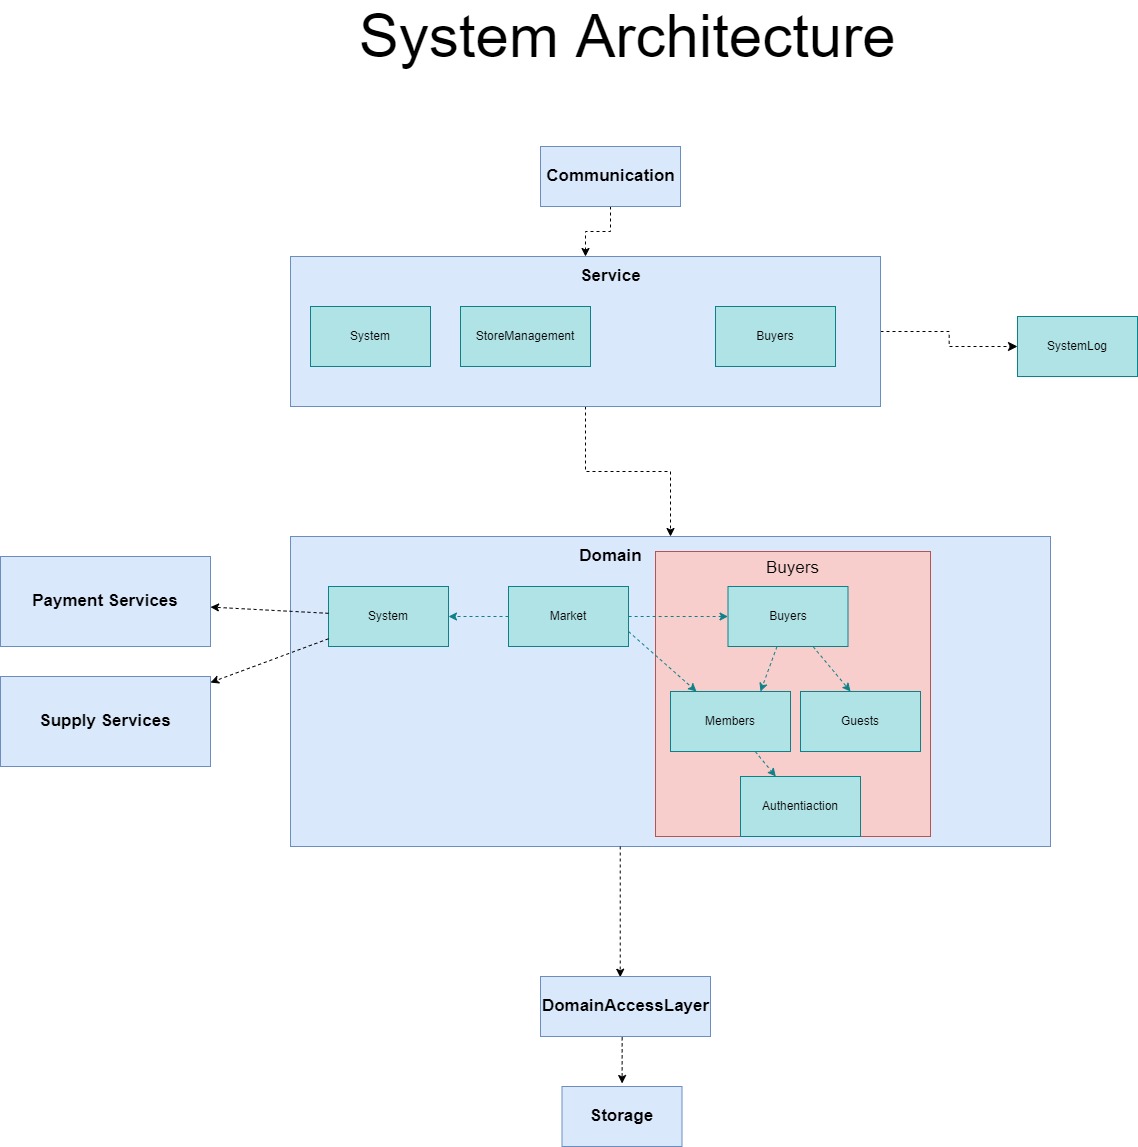 System Architecture
Communication
Service
System
StoreManagement
Buyers
SystemLog
Domain
Buyers
Payment Services
System
Market
Buyers
Supply Services
Members
Guests
Authentiaction
DomainAccessLayer
Storage